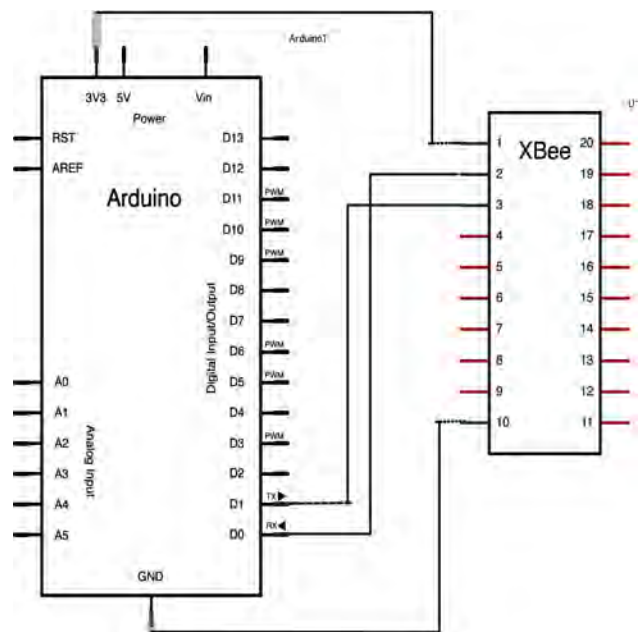 Arduino1
3V3 5V Vin
Power
RST
AREF
Arduino
D13
D12
D11 PWM
D10 PWM
D9 PWM
D8
D7
D6 PWM
D5 PWM
D4
D3 PWM
D2
D1 TX
D0 RX
Digital Input/Output
A0
A1
A2
A3
A4
A5
Analog Input
GND
XBee
1 20
2 19
3 18
4 17
5 16
6 15
7 14
8 13
9 12
10 11